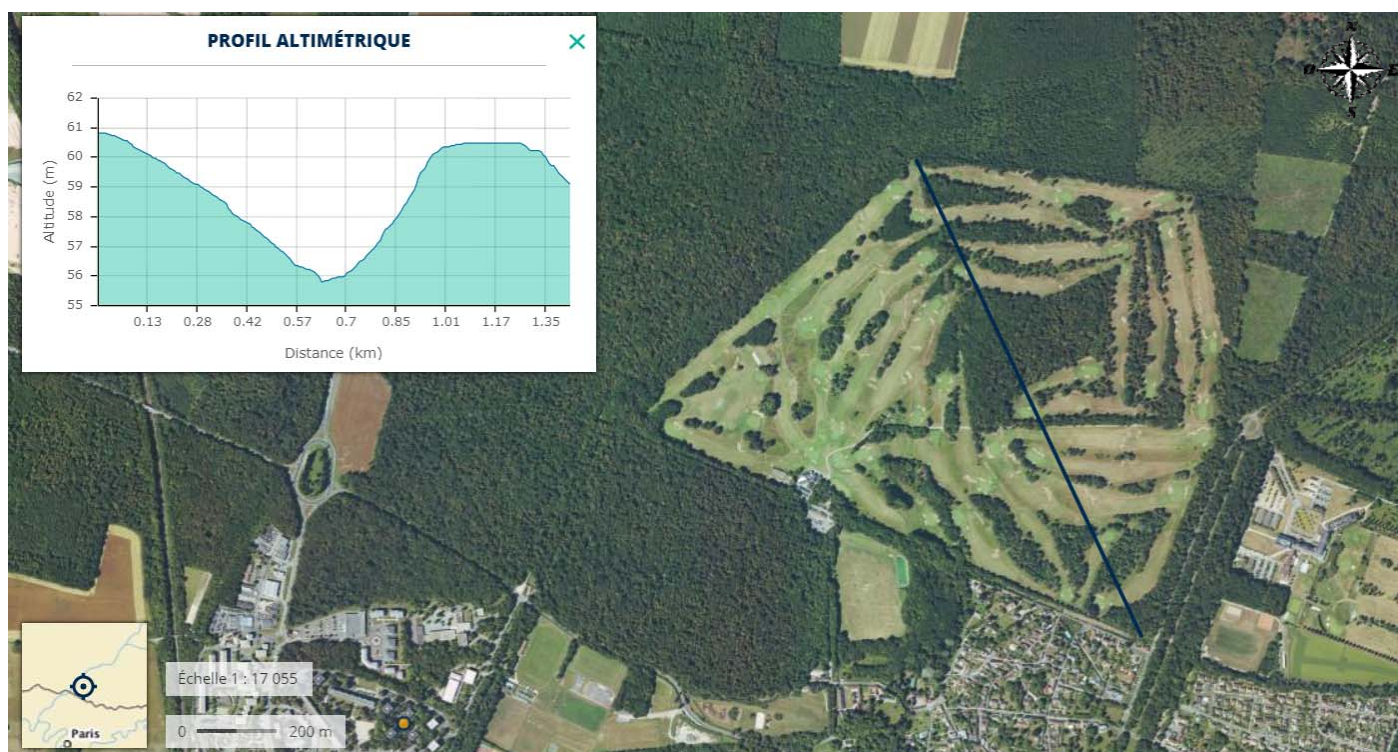 PROFIL ALTIMÉTRIQUE
62
61
60
59
58
57
56
55
Altitude (m)
0.13 0.28 0.42 0.57 0.7 0.85 1.01 1.17 1.35
Distance (km)
N
O E
S
Échelle 1 : 17 055
0 200 m
Paris